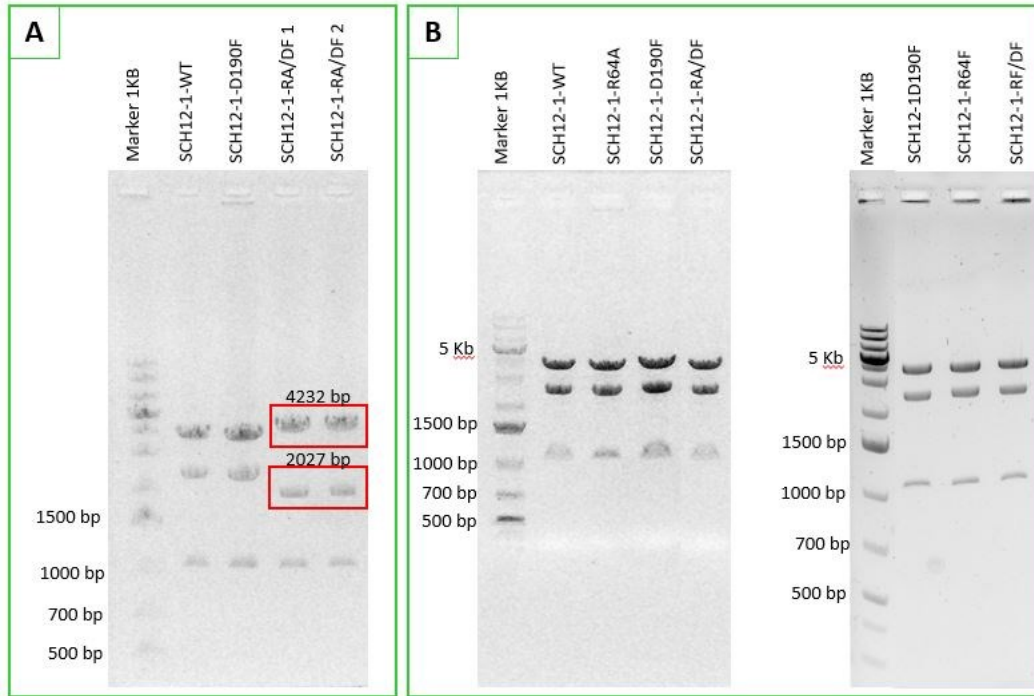 A
Marker 1KB
SCH12-1-WT
SCH12-1-D190F
SCH12-1-RA/DF 1
SCH12-1-RA/DF 2
4232 bp
2027 bp
1500 bp
1000 bp
700 bp
500 bp
B
Marker 1KB
SCH12-1-WT
SCH12-1-R64A
SCH12-1-D190F
SCH12-1-RA/DF
5 Kb
1500 bp
1000 bp
700 bp
500 bp
Marker 1KB
SCH12-1D190F
SCH12-1-R64F
SCH12-1-RF/DF
5 Kb
1500 bp
1000 bp
700 bp
500 bp